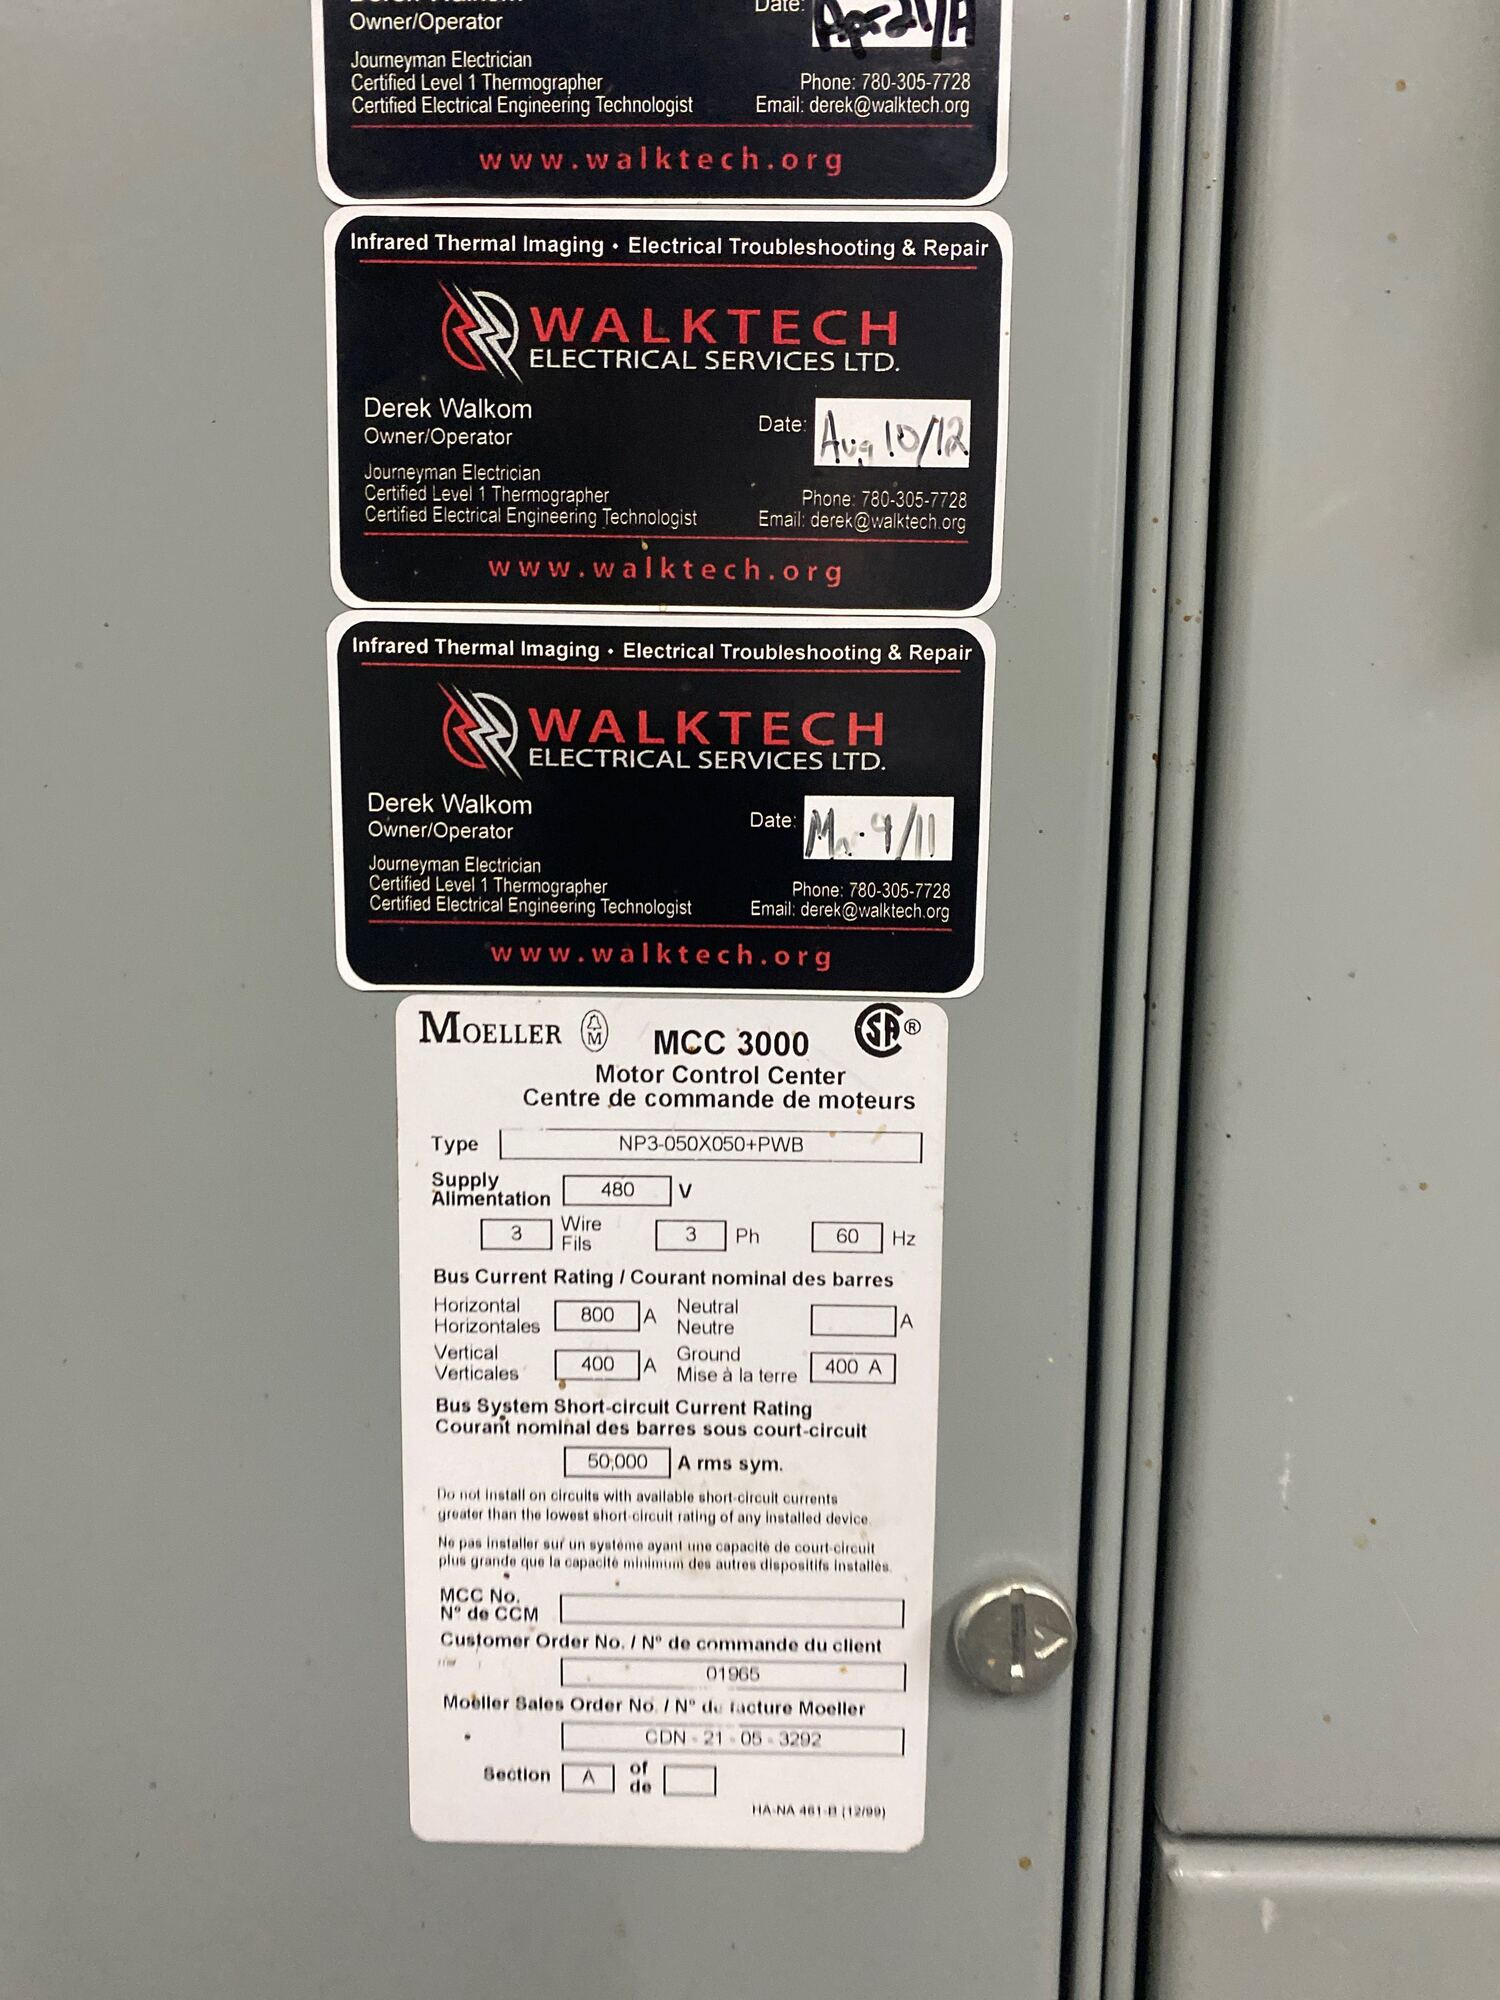 Owner/Operator
Date:
Journeyman Electrician
Certified Level 1 Thermographer
Certified Electrical Engineering Technologist
Phone: 780-305-7728
Email: derek@walktech.org
www.walktech.org
Infrared Thermal Imaging • Electrical Troubleshooting & Repair
WALKTECH
ELECTRICAL SERVICES LTD.
Derek Walkom
Owner/Operator
Date: Aug 10/12
Journeyman Electrician
Certified Level 1 Thermographer
Certified Electrical Engineering Technologist
Phone: 780-305-7728
Email: derek@walktech.org
www.walktech.org
Infrared Thermal Imaging • Electrical Troubleshooting & Repair
WALKTECH
ELECTRICAL SERVICES LTD.
Derek Walkom
Owner/Operator
Date: 9/11
Journeyman Electrician
Certified Level 1 Thermographer
Certified Electrical Engineering Technologist
Phone: 780-305-7728
Email: derek@walktech.org
www.walktech.org
MOELLER M MCC 3000 SA ®
Motor Control Center
Centre de commande de moteurs
Type NP3-050X050+PWB
Supply
Alimentation 480 V
3 Wire 3 Ph 60 Hz
Fils
Bus Current Rating / Courant nominal des barres
Horizontal 800 A Neutral A
Horizontales Neutre
Vertical 400 A Ground 400 A
Verticales Mise à la terre
Bus System Short-circuit Current Rating
Courant nominal des barres sous court-circuit
50,000 A rms sym.
Do not install on circuits with available short-circuit currents
greater than the lowest short-circuit rating of any installed device.
Ne pas installer sur un système ayant une capacité de court-circuit
plus grande que la capacité minimum des autres dispositifs installés.
MCC No.
N° de CCM
Customer Order No. / N° de commande du client
01965
Moeller Sales Order No. / N° de facture Moeller
CDN - 21 - 05 - 3292
Section A of
de
HA-NA 461-B (12/99)